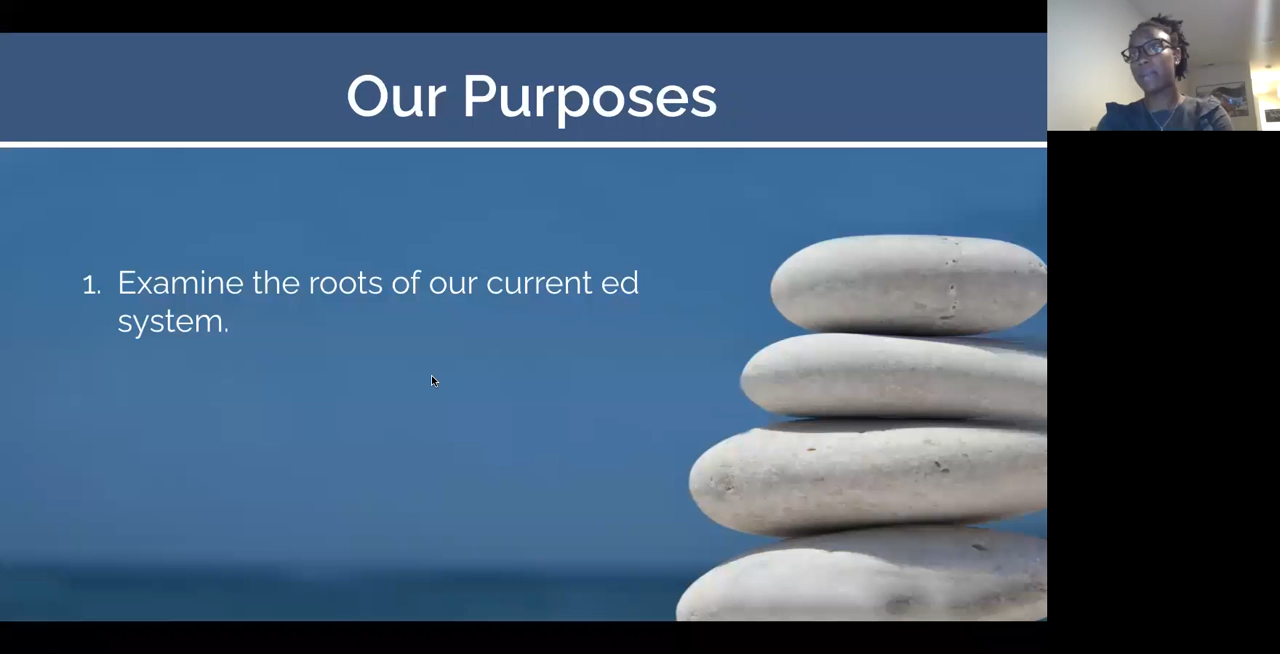 Our Purposes
1. Examine the roots of our current ed
system.